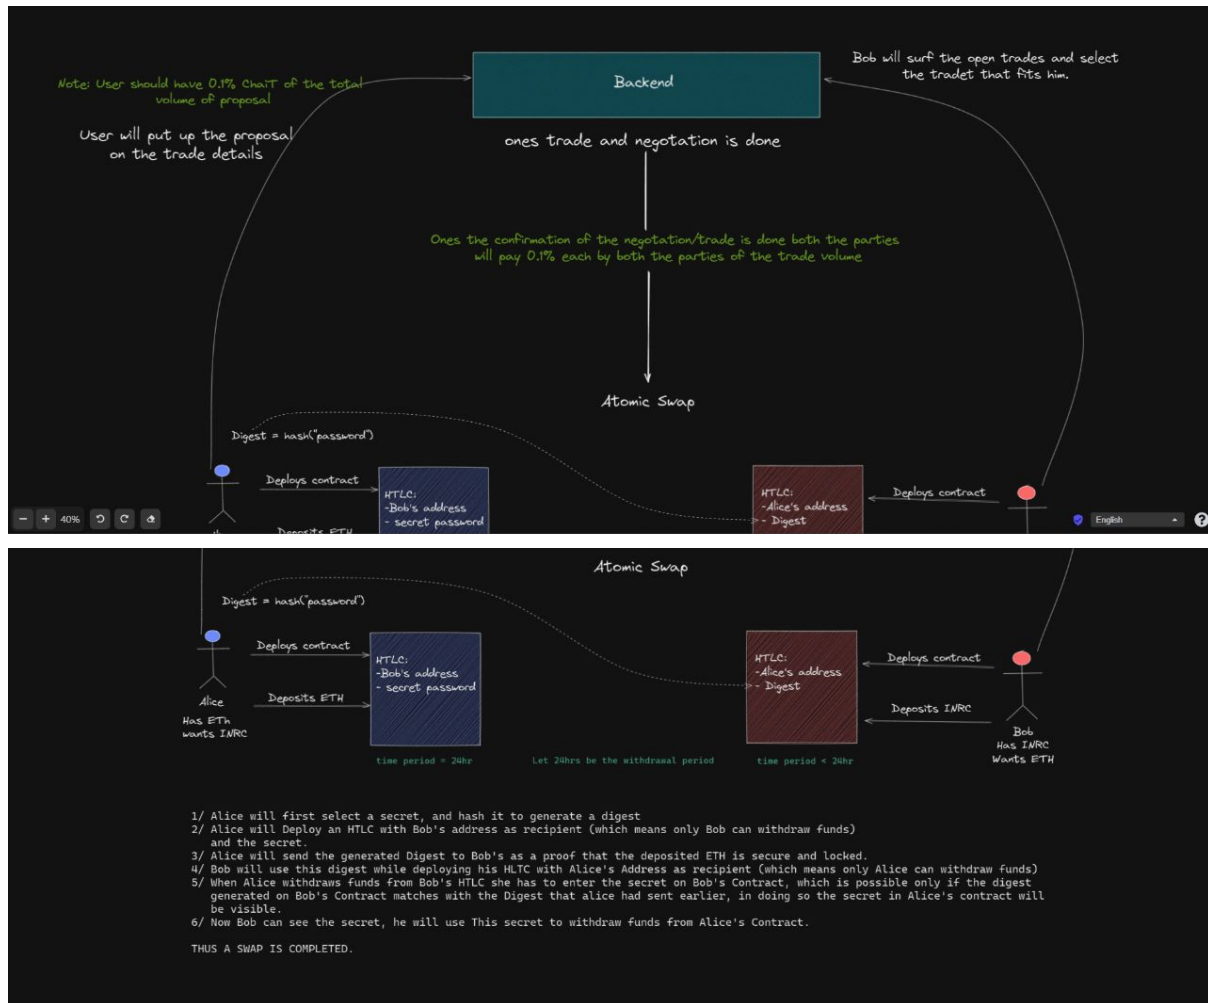 Note: User should have 0.1% ChaiT of the total
volume of proposal
User will put up the proposal
on the trade details
Backend
Bob will surf the open trades and select
the tradet that fits him.
ones trade and negotation is done
Ones the confirmation of the negotation/trade is done both the parties
will pay 0.1% each by both the parties of the trade volume
Atomic Swap
Digest = hash("password")
Deploys contract
HTLC:
-Bob's address
- secret password
Deposits ETH
HTLC:
-Alice's address
- Digest
Deploys contract
40%
English
Atomic Swap
Digest = hash("password")
Deploys contract
Deposits ETH
Alice
Has ETh
wants INRC
HTLC:
-Bob's address
- secret password
time period = 24hr
Let 24hrs be the withdrawal period
HTLC:
-Alice's address
- Digest
time period < 24hr
Deploys contract
Deposits INRC
Bob
Has INRC
Wants ETH
1/ Alice will first select a secret, and hash it to generate a digest
2/ Alice will Deploy an HTLC with Bob's address as recipient (which means only Bob can withdraw funds)
and the secret.
3/ Alice will send the generated Digest to Bob's as a proof that the deposited ETH is secure and locked.
4/ Bob will use this digest while deploying his HLTC with Alice's Address as recipient (which means only Alice can withdraw funds)
5/ When Alice withdraws funds from Bob's HTLC she has to enter the secret on Bob's Contract, which is possible only if the digest
generated on Bob's Contract matches with the Digest that alice had sent earlier, in doing so the secret in Alice's contract will
be visible.
6/ Now Bob can see the secret, he will use This secret to withdraw funds from Alice's Contract.
THUS A SWAP IS COMPLETED.